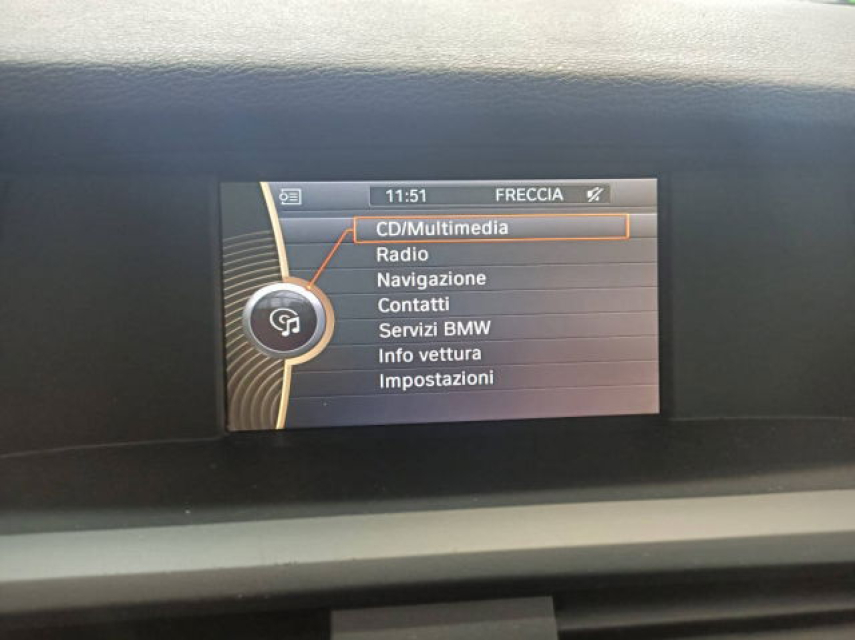 11:51 FRECCIA
CD/Multimedia
Radio
Navigazione
Contatti
Servizi BMW
Info vettura
Impostazioni